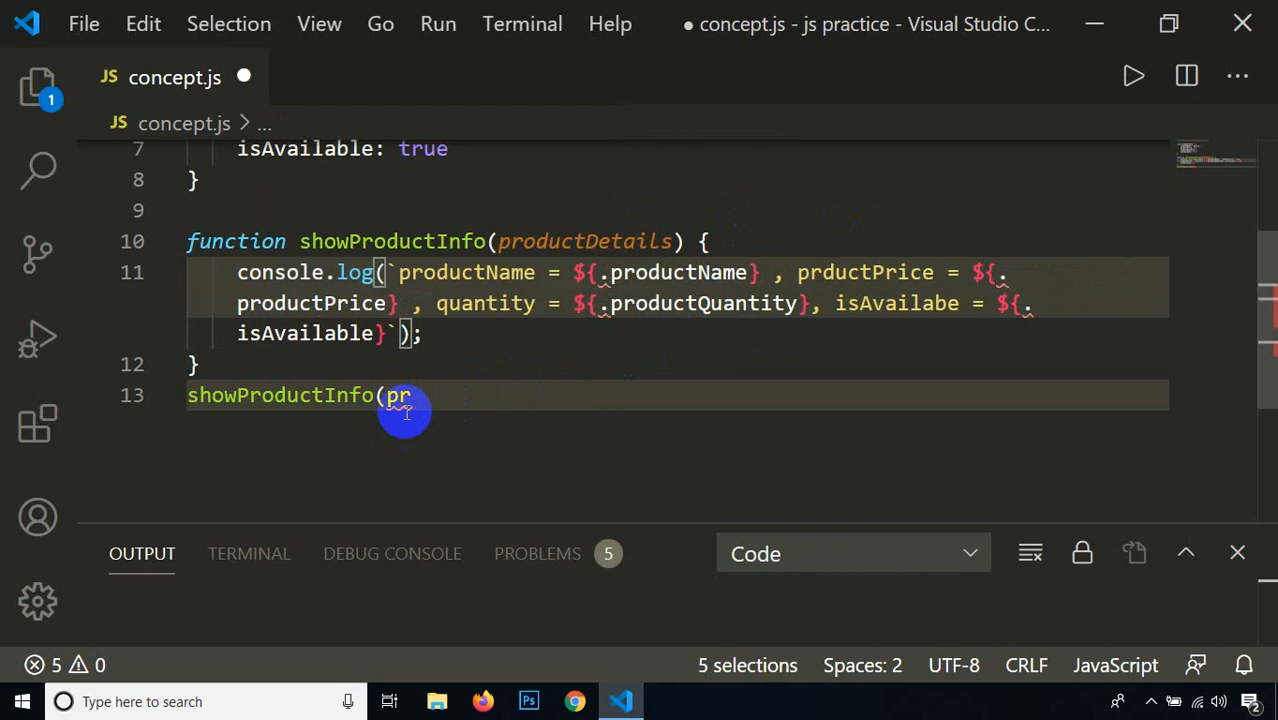 File Edit Selection View Go Run Terminal Help ● concept.js - js practice - Visual Studio C...
JS concept.js ●
JS concept.js > ...
7 isAvailable: true
8 }
9
10 function showProductInfo(productDetails) {
11 console.log(`productName = ${.productName} , prductPrice = ${.
productPrice} , quantity = ${.productQuantity}, isAvailabe = ${.
isAvailable}`);
12 }
13 showProductInfo(pr
OUTPUT TERMINAL DEBUG CONSOLE PROBLEMS 5 Code
5 0 5 selections Spaces: 2 UTF-8 CRLF JavaScript
Type here to search Ps 2
1